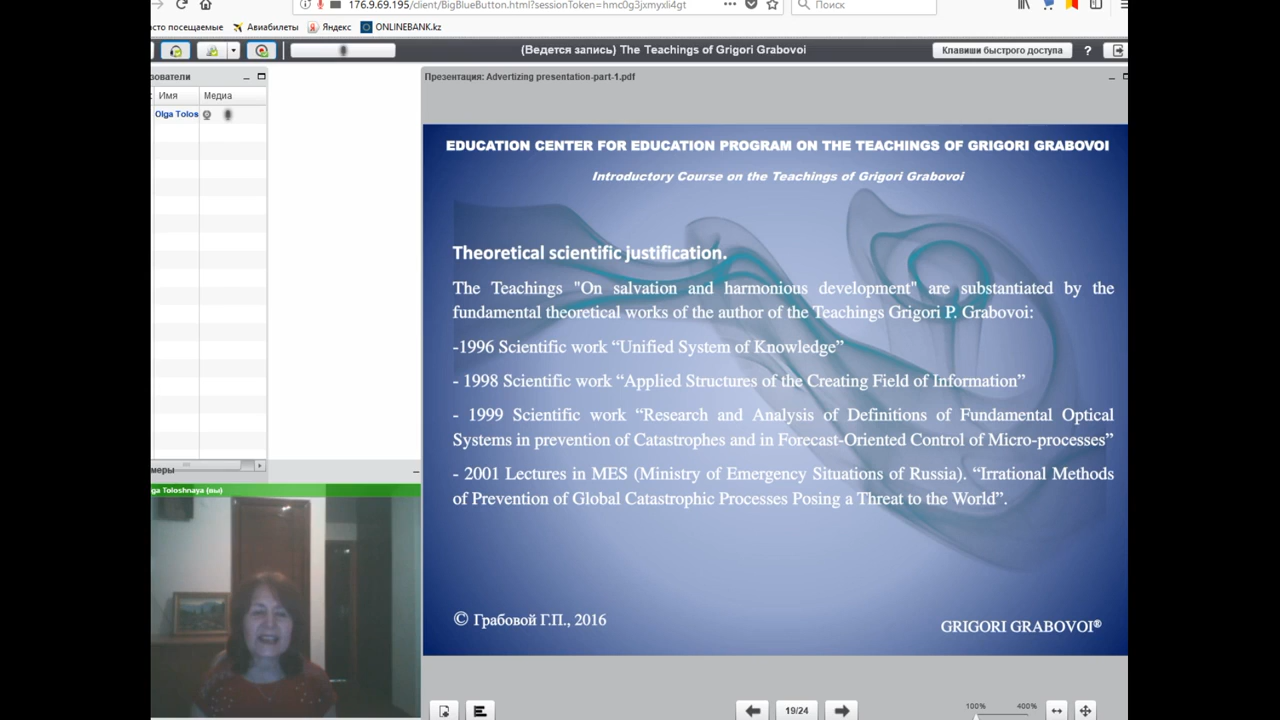 176.9.69.195/client/BigBlueButton.html?sessionToken=hmc0g3jxmyxli4gt
Поиск
сто посещаемые
Авиабилеты
Яндекс
ONLINEBANK.kz
(Ведется запись) The Teachings of Grigori Grabovoi
Клавиши быстрого доступа
?
зователи
Презентация: Advertizing presentation-part-1.pdf
Имя
Медиа
Olga Tolos
EDUCATION CENTER FOR EDUCATION PROGRAM ON THE TEACHINGS OF GRIGORI GRABOVOI
Introductory Course on the Teachings of Grigori Grabovoi
Theoretical scientific justification.
The Teachings "On salvation and harmonious development" are substantiated by the
fundamental theoretical works of the author of the Teachings Grigori P. Grabovoi:
-1996 Scientific work “Unified System of Knowledge”
- 1998 Scientific work “Applied Structures of the Creating Field of Information”
- 1999 Scientific work “Research and Analysis of Definitions of Fundamental Optical
Systems in prevention of Catastrophes and in Forecast-Oriented Control of Micro-processes”
- 2001 Lectures in MES (Ministry of Emergency Situations of Russia). “Irrational Methods
of Prevention of Global Catastrophic Processes Posing a Threat to the World”.
© Грабовой Г.П., 2016
GRIGORI GRABOVOI®
меры
ga Toloshnaya (вы)
19/24
100%
400%